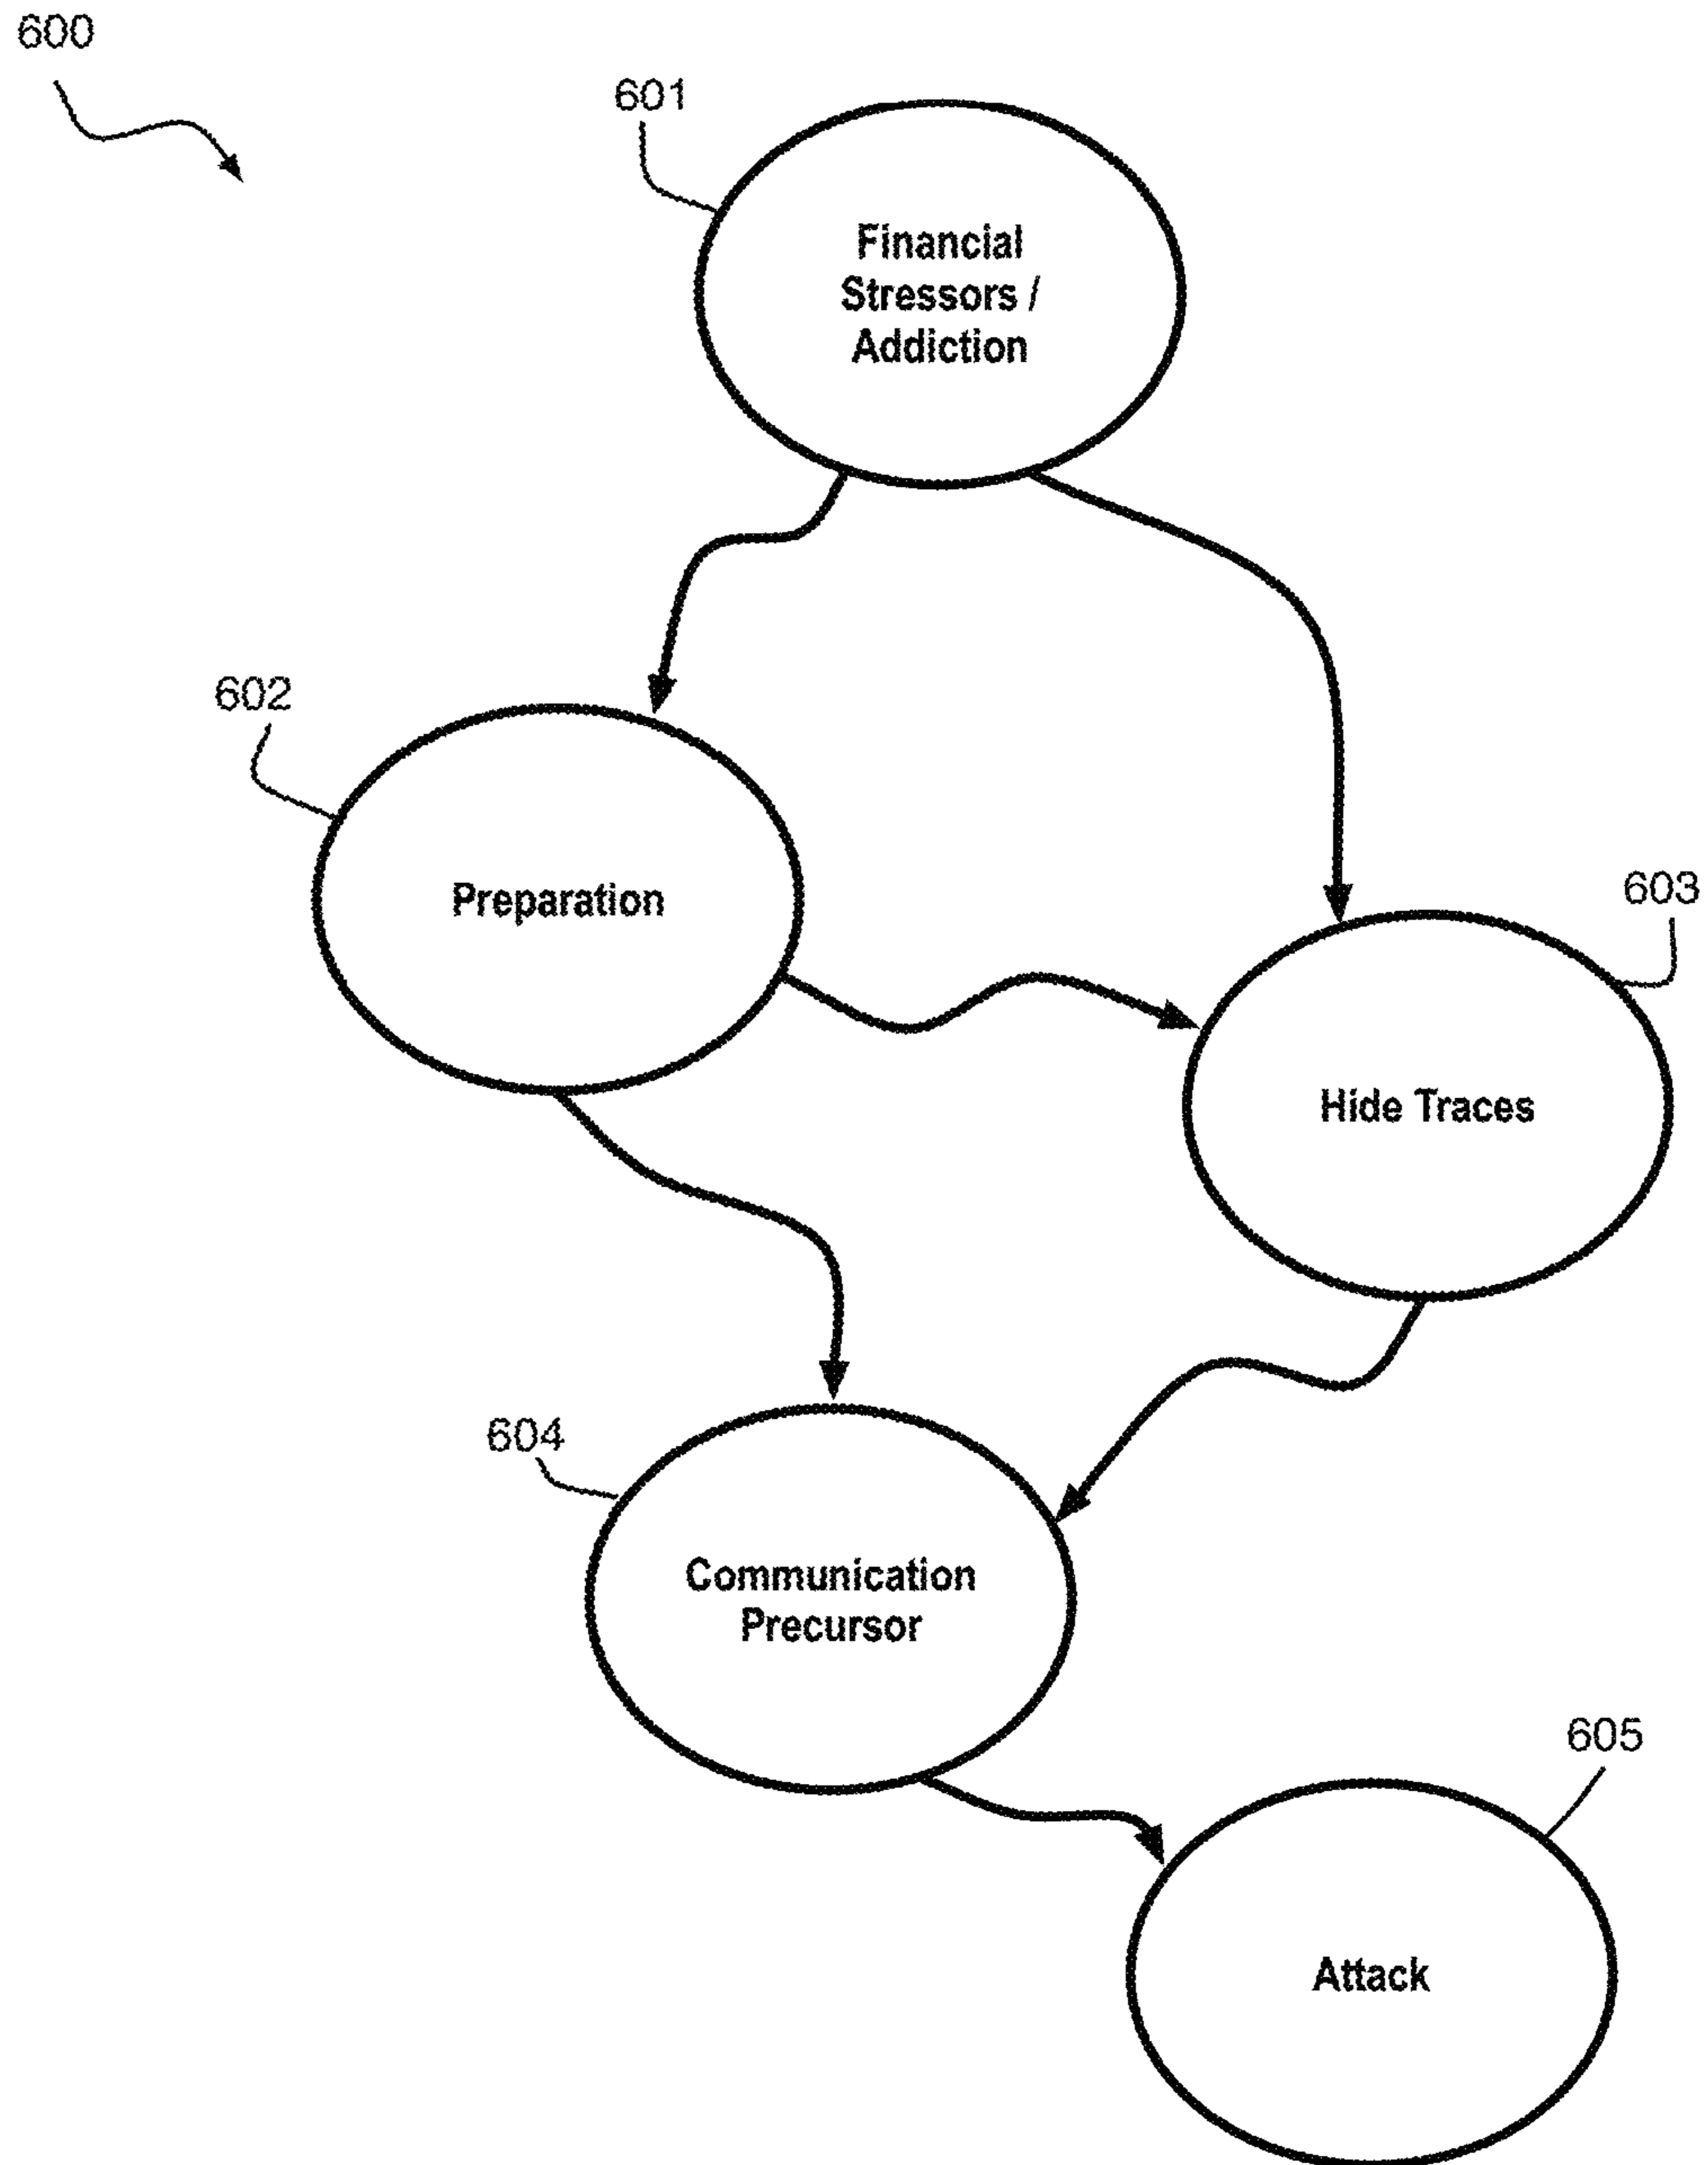 600
601
Financial
Stressors /
Addiction
602
Preparation
603
Hide Traces
604
Communication
Precursor
605
Attack